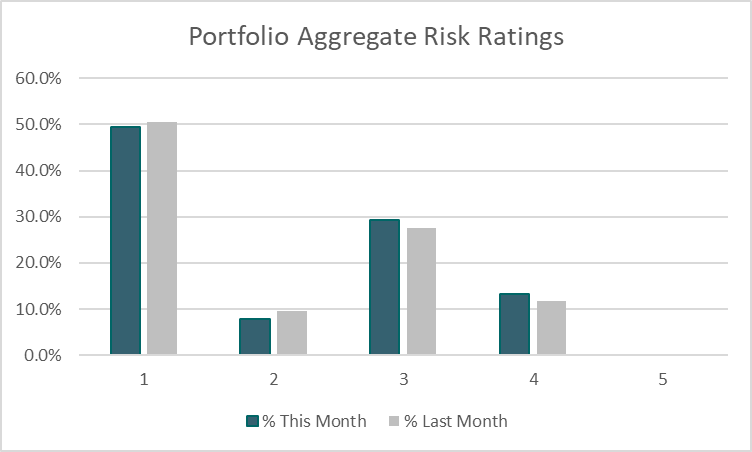 Portfolio Aggregate Risk Ratings
60.0%
50.0%
40.0%
30.0%
20.0%
10.0%
0.0%
1 2 3 4 5
% This Month % Last Month